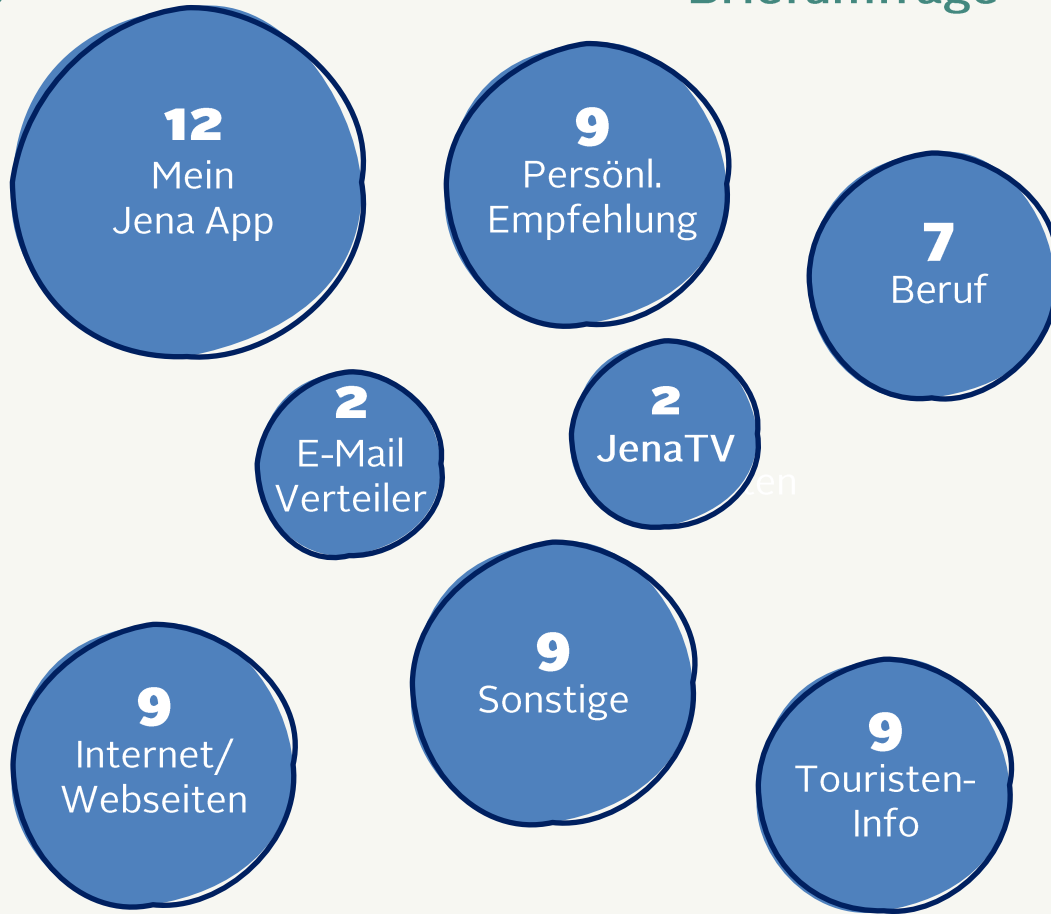 12
Mein
Jena App
9
Persönl.
Empfehlung
7
Beruf
2
E-Mail
Verteiler
2
JenaTV
9
Sonstige
9
Internet/
Webseiten
9
Touristen-
Info